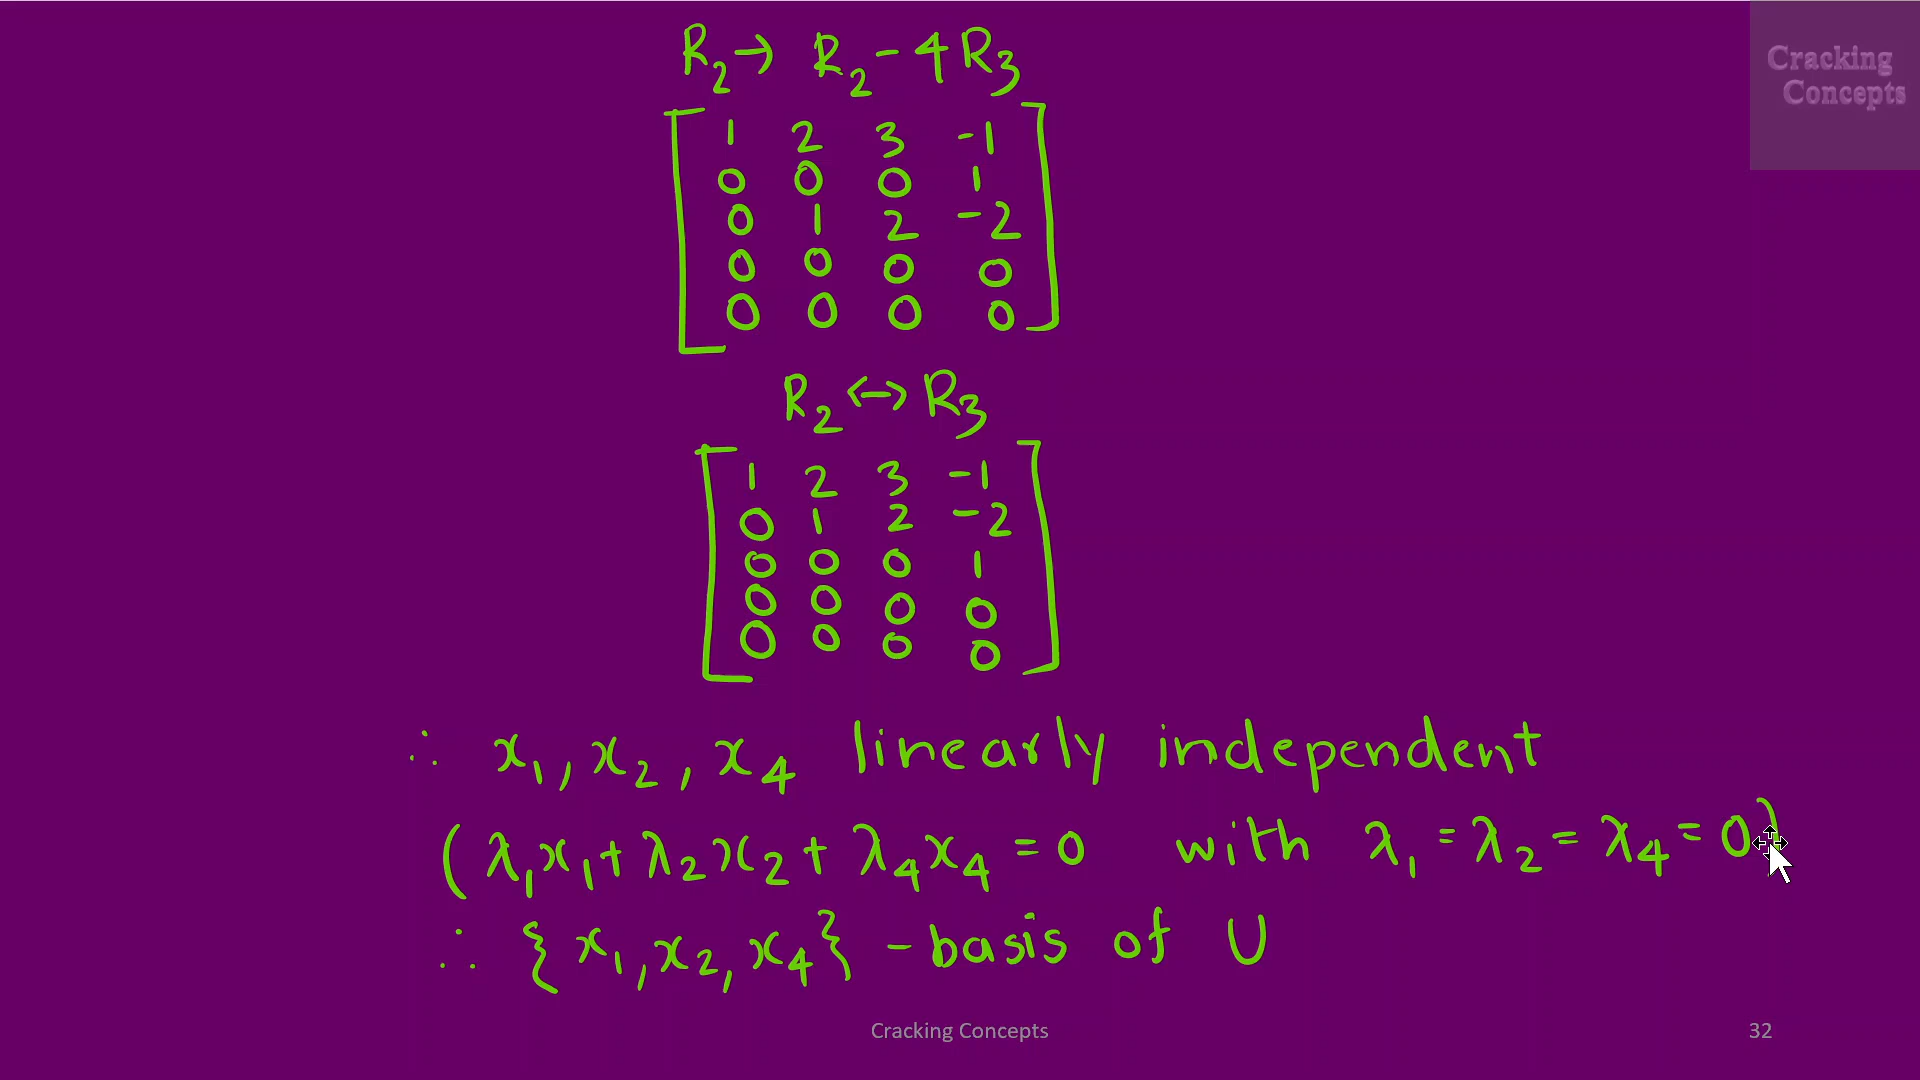 R₂ → R₂ - 4 R₃
Cracking
Concepts
1 2 3 -1
0 0 0 1
0 1 2 -2
0 0 0 0
0 0 0 0
R₂ ↔ R₃
1 2 3 -1
0 1 2 -2
0 0 0 1
0 0 0 0
0 0 0 0
∴ x₁, x₂, x₄ linearly independent
(λ₁x₁ + λ₂x₂ + λ₄x₄ = 0 with λ₁ = λ₂ = λ₄ = 0)
∴ {x₁, x₂, x₄} - basis of U
Cracking Concepts
32